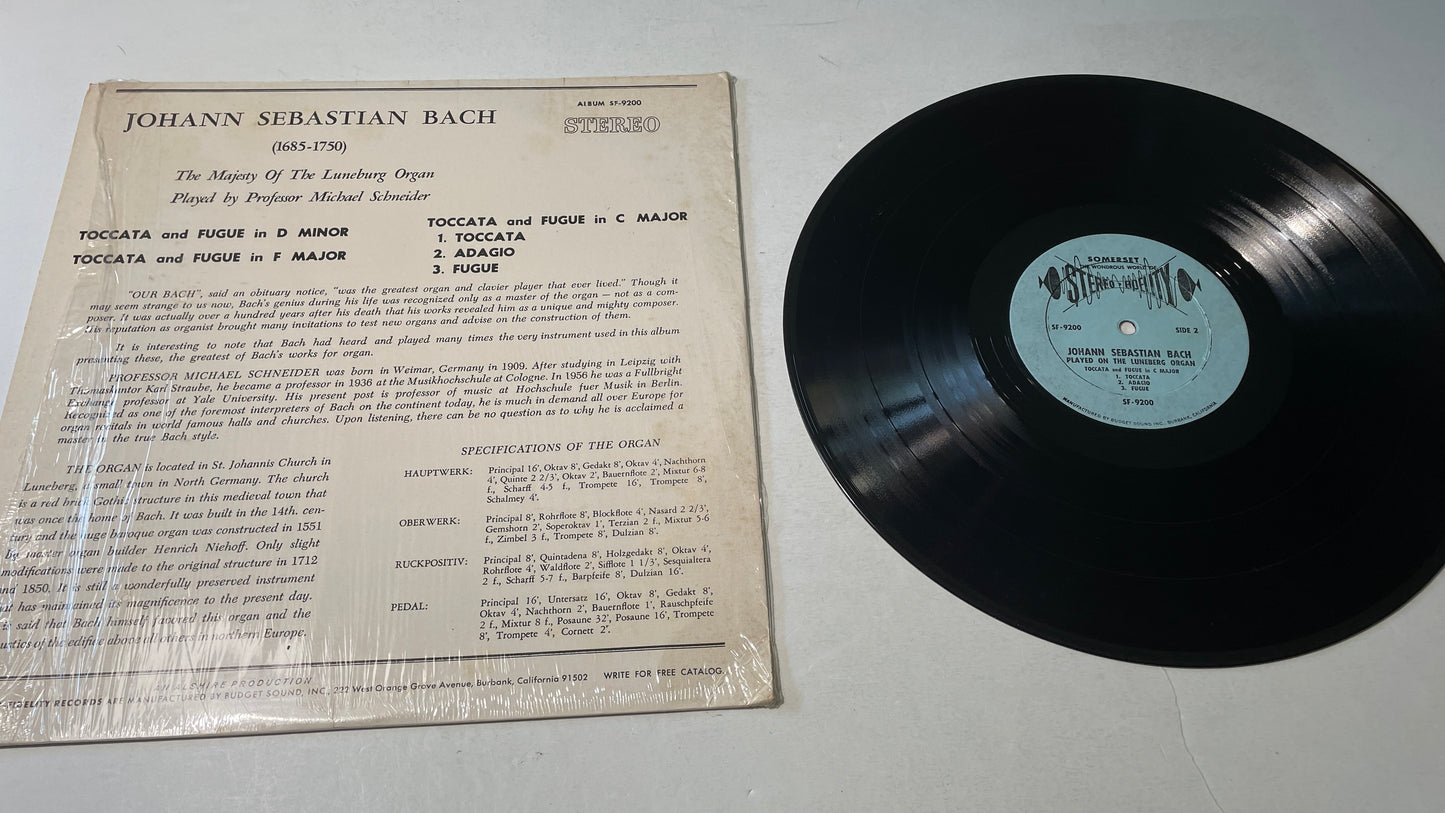 JOHANN SEBASTIAN BACH
(1685-1750)
ALBUM SF-9200
STEREO
The Majesty Of The Luneburg Organ
Played by Professor Michael Schneider
TOCCATA and FUGUE in D MINOR
TOCCATA and FUGUE in F MAJOR
TOCCATA and FUGUE in C MAJOR
1. TOCCATA
2. ADAGIO
3. FUGUE
"OUR BACH", said an obituary notice, "was the greatest organ and clavier player that ever lived." Though it
may seem strange to us now, Bach's genius during his life was recognized only as a master of the organ — not as a com-
poser. It was actually over a hundred years after his death that his works revealed him as a unique and mighty composer.
His reputation as organist brought many invitations to test new organs and advise on the construction of them.
It is interesting to note that Bach had heard and played many times the very instrument used in this album
presenting these, the greatest of Bach's works for organ.
PROFESSOR MICHAEL SCHNEIDER was born in Weimar, Germany in 1909. After studying in Leipzig with
Thomaskantor Karl Straube, he became a professor in 1936 at the Musikhochschule at Cologne. In 1956 he was a Fullbright
Exchange professor at Yale University. His present post is professor of music at Hochschule fuer Musik in Berlin.
Recognized as one of the foremost interpreters of Bach on the continent today, he is much in demand all over Europe for
organ recitals in world famous halls and churches. Upon listening, there can be no question as to why he is acclaimed a
master in the true Bach style.
THE ORGAN is located in St. Johannis Church in
Luneberg, a small town in North Germany. The church
is a red brick Gothic structure in this medieval town that
was once the home of Bach. It was built in the 14th. cen-
tury and the huge baroque organ was constructed in 1551
by master organ builder Henrich Niehoff. Only slight
modifications were made to the original structure in 1712
and 1850. It is still a wonderfully preserved instrument
that has maintained its magnificence to the present day.
is said that Bach himself favored this organ and the
of the edifice above all others in northern Europe.
SPECIFICATIONS OF THE ORGAN
HAUPTWERK: Principal 16', Oktav 8', Gedakt 8', Oktav 4', Nachthorn
4', Quinte 2 2/3', Oktav 2', Bauernflote 2', Mixtur 6-8
f., Scharff 4-5 f., Trompete 16', Trompete 8',
Schalmey 4'.
OBERWERK: Principal 8', Rohrflote 8', Blockflote 4', Nasard 2 2/3',
Gemshorn 2', Soperoktav 1', Terzian 2 f., Mixtur 5-6
f., Zimbel 3 f., Trompete 8', Dulzian 8'.
RUCKPOSITIV: Principal 8', Quintadena 8', Holzgedakt 8', Oktav 4',
Rohrflote 4', Waldflote 2', Sifflote 1 1/3', Sesquialtera
2 f., Scharff 5-7 f., Barpfeife 8', Dulzian 16'.
PEDAL: Principal 16', Untersatz 16', Oktav 8', Gedakt 8',
Oktav 4', Nachthorn 2', Bauernflote 1', Rauschpfeife
2 f., Mixtur 8 f., Posaune 32', Posaune 16', Trompete
8', Trompete 4', Cornett 2'.
AN ALSHIRE PRODUCTION
FIDELITY RECORDS ARE MANUFACTURED BY BUDGET SOUND, INC., 222 West Orange Grove Avenue, Burbank, California 91502 WRITE FOR FREE CATALOG.
SOMERSET
THE WONDROUS WORLD OF
STEREO - FIDELITY
SF-9200 SIDE 2
JOHANN SEBASTIAN BACH
PLAYED ON THE LUNEBERG ORGAN
TOCCATA and FUGUE in C MAJOR
1. TOCCATA
2. ADAGIO
3. FUGUE
SF-9200
MANUFACTURED BY BUDGET SOUND, INC., BURBANK, CALIFORNIA